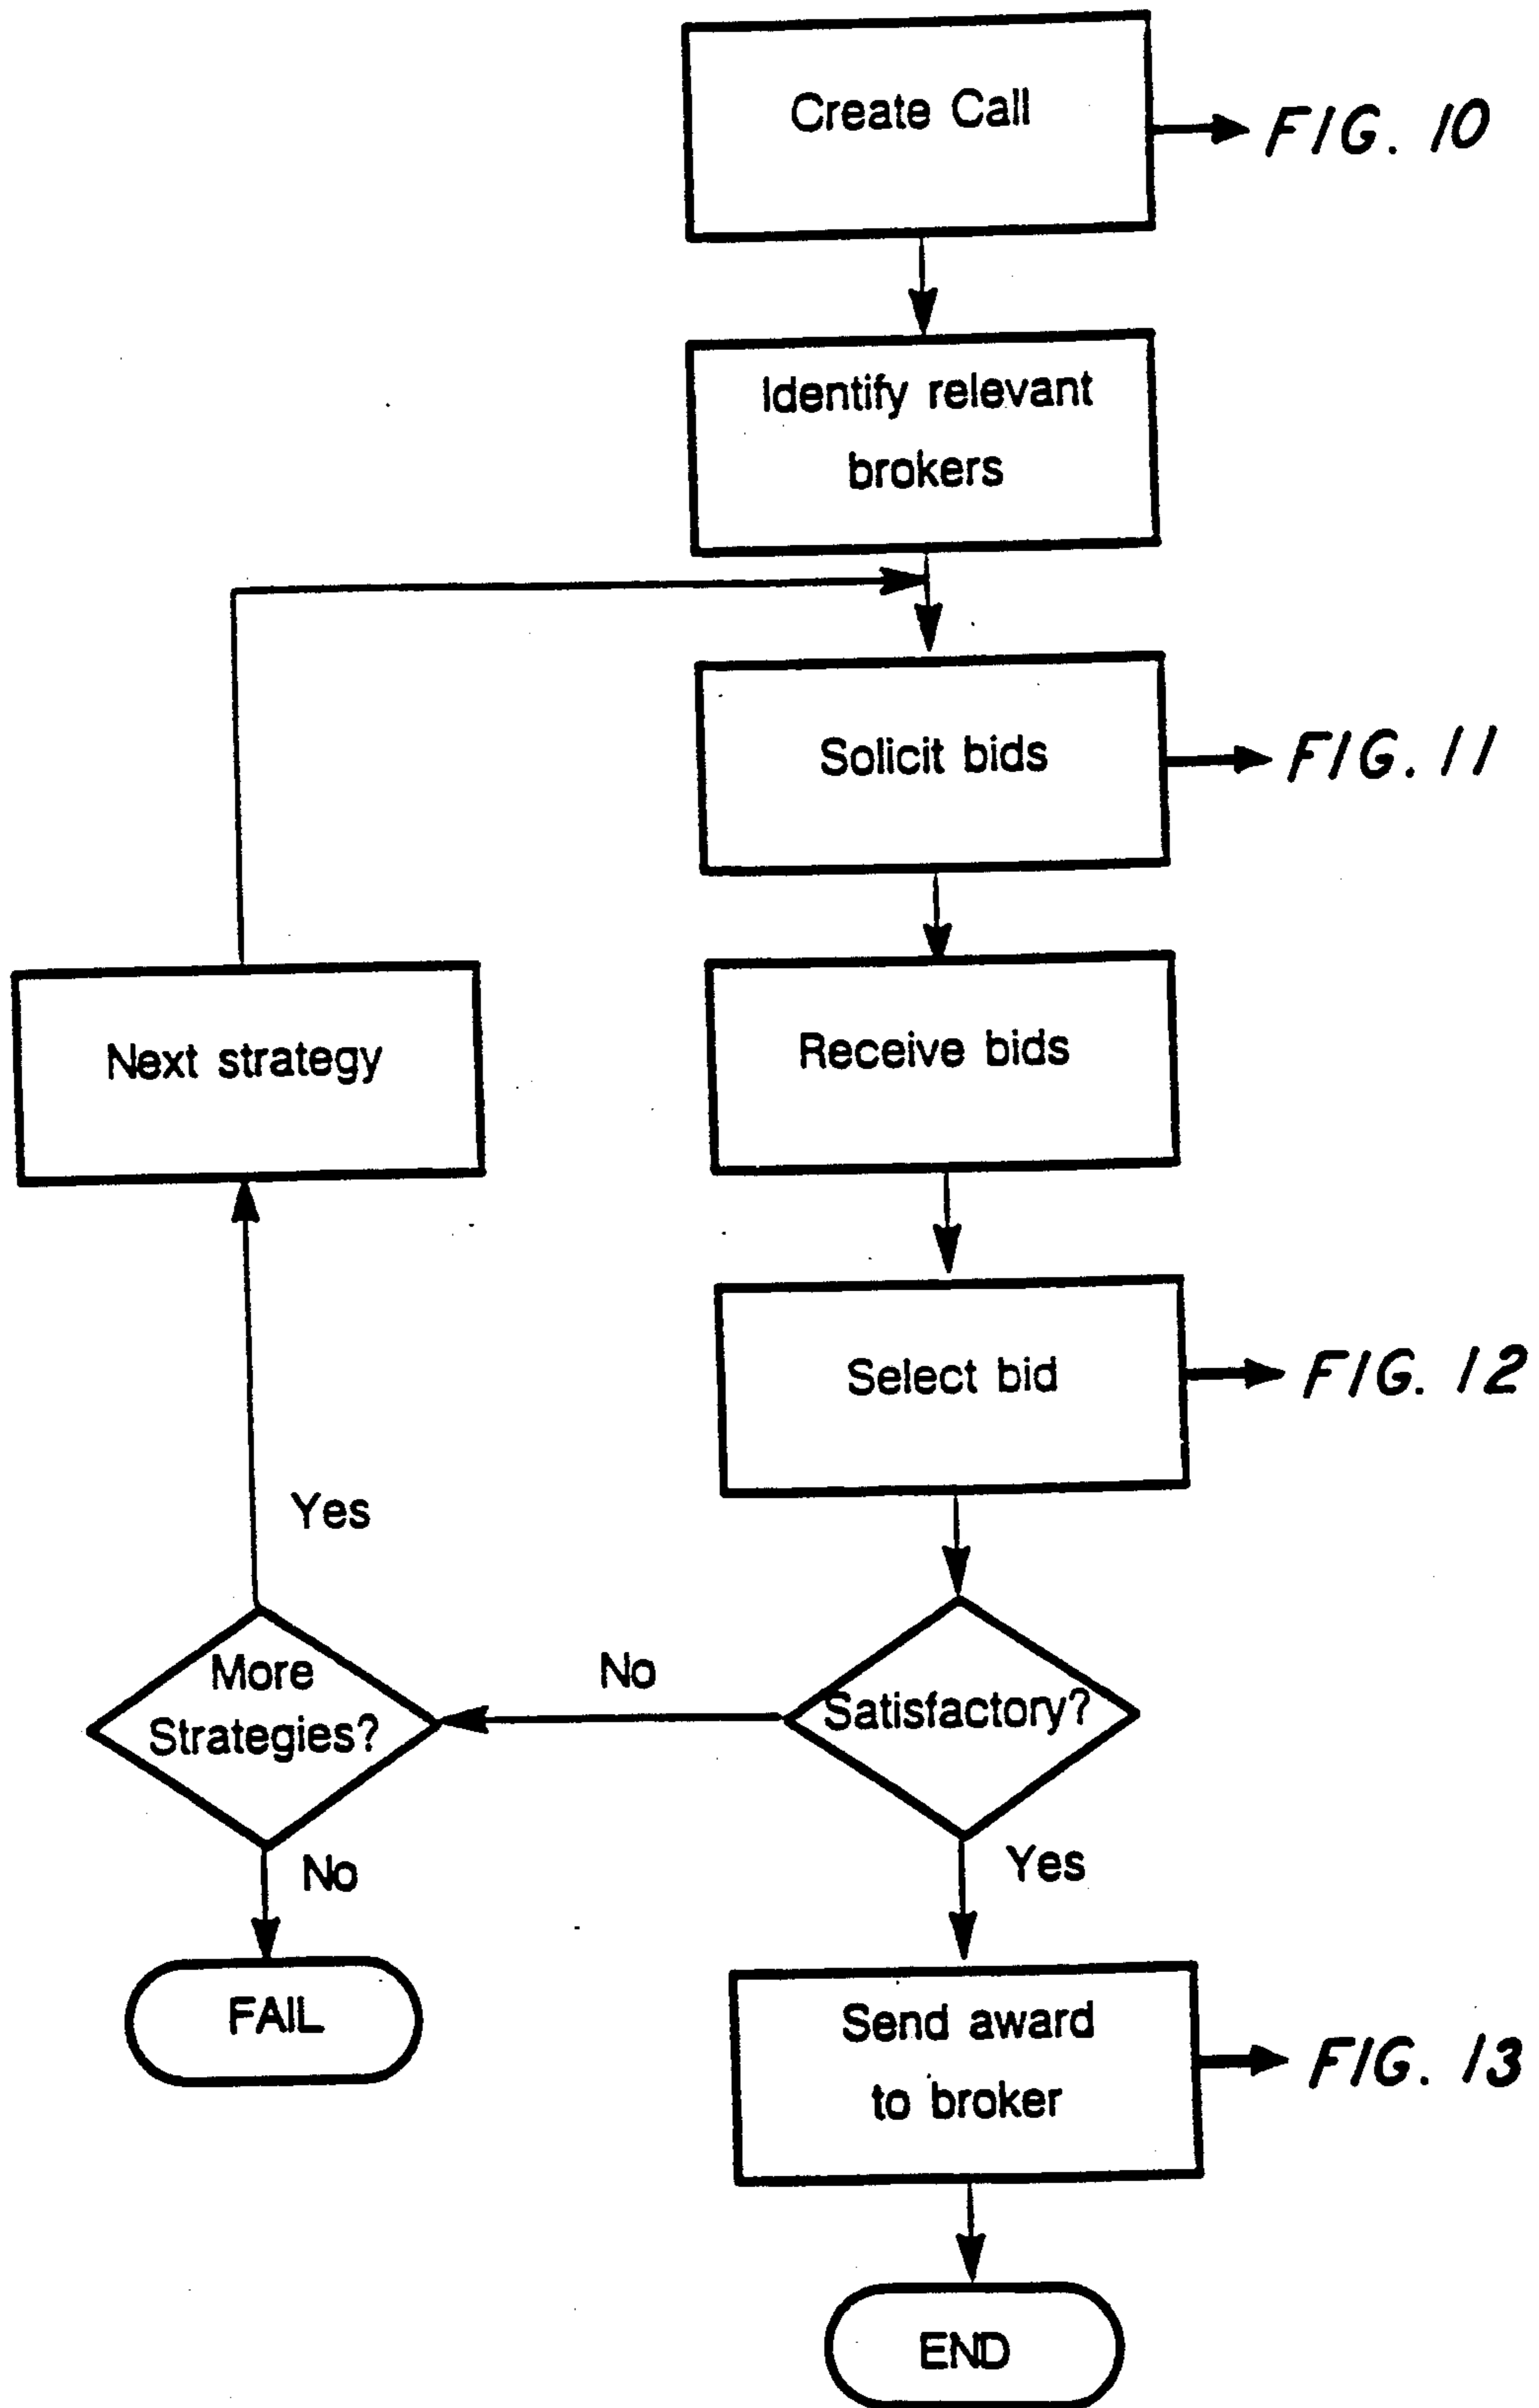 Create Call
FIG. 10
Identify relevant
brokers
Solicit bids
FIG. 11
Next strategy
Receive bids
Select bid
FIG. 12
Yes
More
Strategies?
No
Satisfactory?
No
Yes
FAIL
Send award
to broker
FIG. 13
END